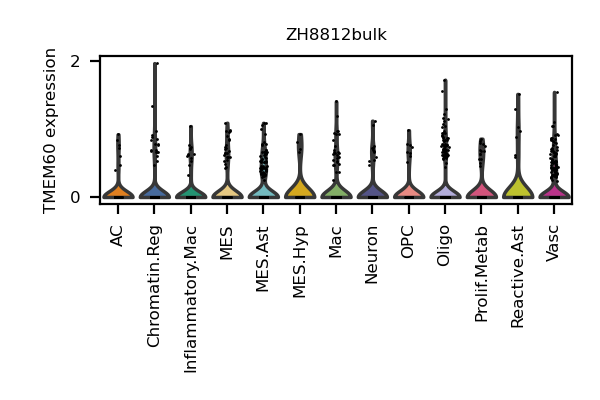 ZH8812bulk
TMEM60 expression
2
0
AC
Chromatin.Reg
Inflammatory.Mac
MES
MES.Ast
MES.Hyp
Mac
Neuron
OPC
Oligo
Prolif.Metab
Reactive.Ast
Vasc